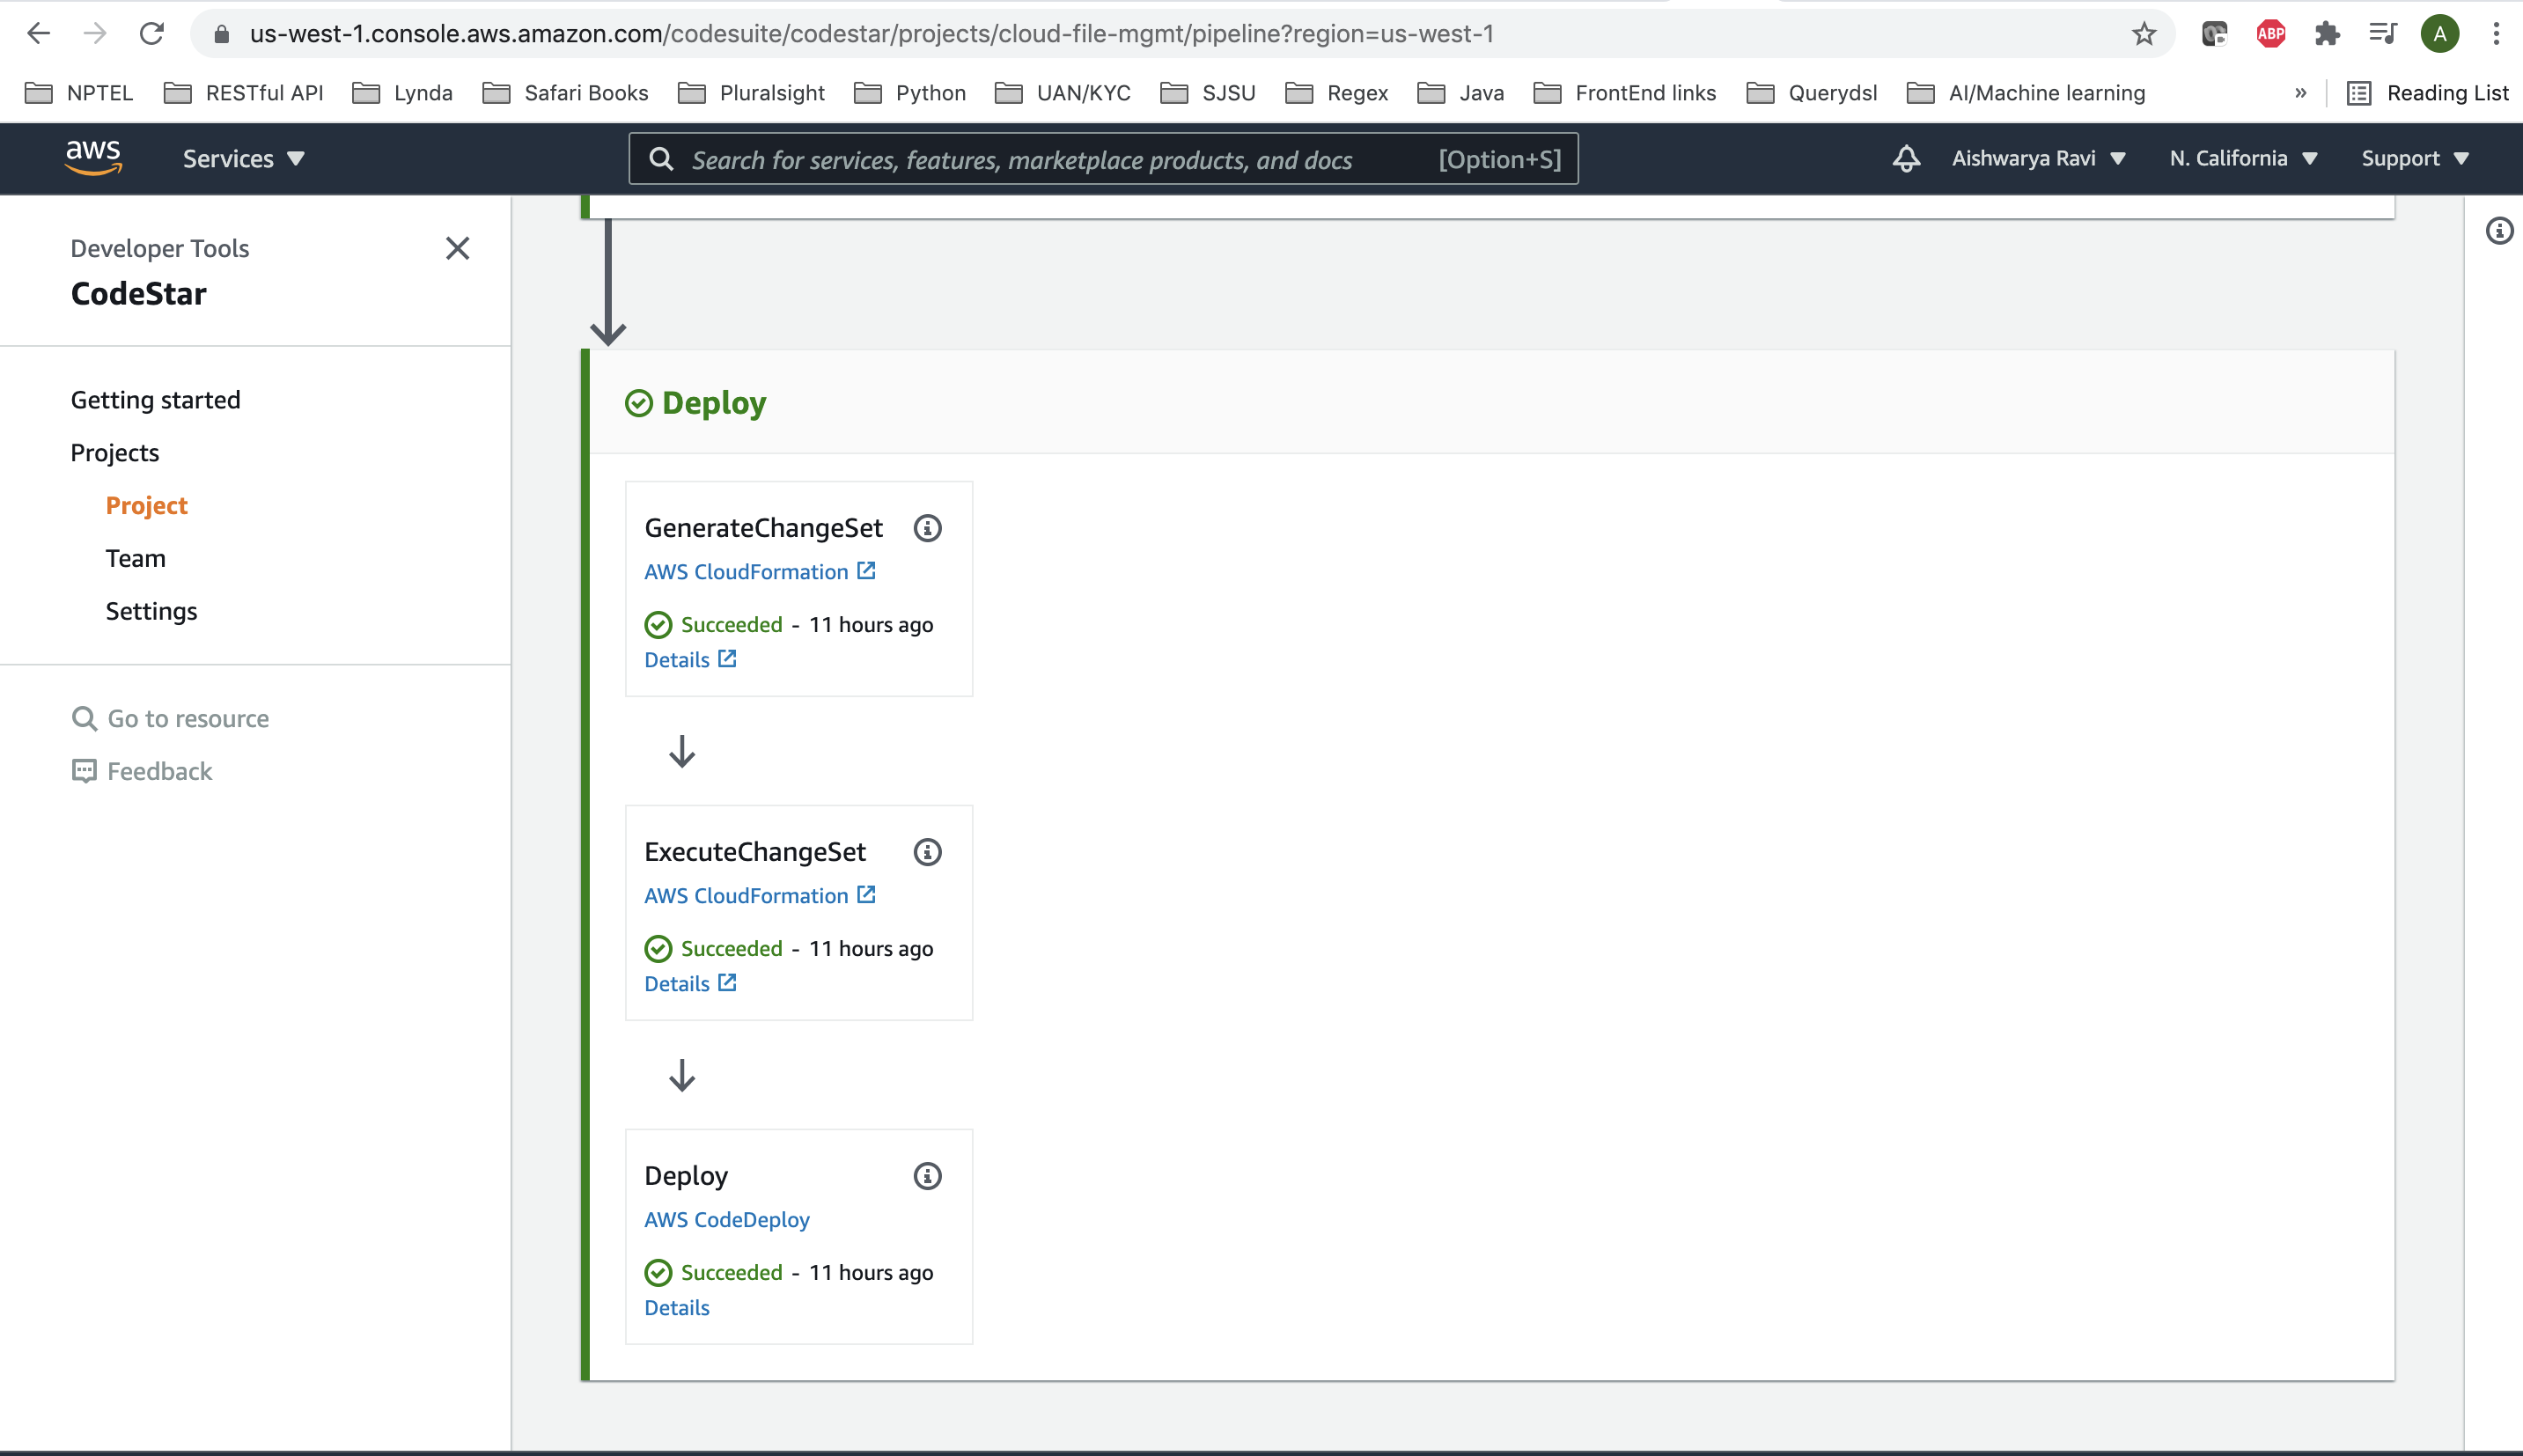 us-west-1.console.aws.amazon.com/codesuite/codestar/projects/cloud-file-mgmt/pipeline?region=us-west-1
ABP
A
NPTEL RESTful API Lynda Safari Books Pluralsight Python UAN/KYC SJSU Regex Java FrontEnd links Querydsl AI/Machine learning » Reading List
aws Services Search for services, features, marketplace products, and docs [Option+S] Aishwarya Ravi N. California Support
Developer Tools
CodeStar
Getting started
Projects
Project
Team
Settings
Go to resource
Feedback
Deploy
GenerateChangeSet
AWS CloudFormation
Succeeded - 11 hours ago
Details
ExecuteChangeSet
AWS CloudFormation
Succeeded - 11 hours ago
Details
Deploy
AWS CodeDeploy
Succeeded - 11 hours ago
Details